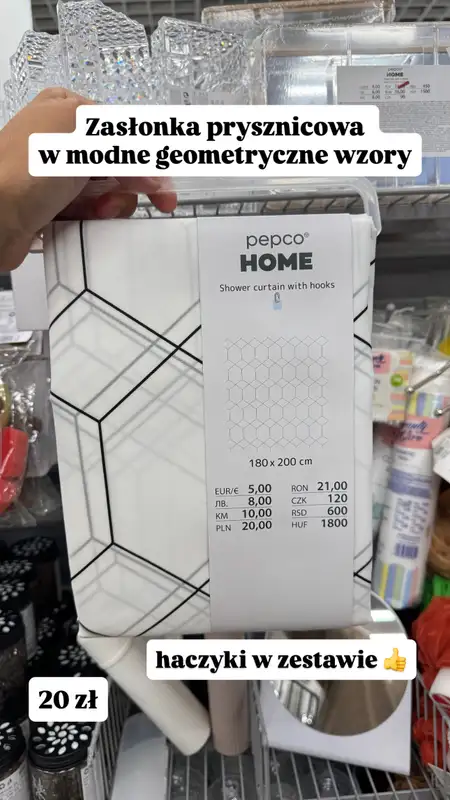 pepco
HOME
Zasłonka prysznicowa
w modne geometryczne wzory
pepco®
HOME
Shower curtain with hooks
180 x 200 cm
EUR/€ 5,00 RON 21,00
ЛВ. 8,00 CZK 120
KM 10,00 RSD 600
PLN 20,00 HUF 1800
haczyki w zestawie 👍
20 zł